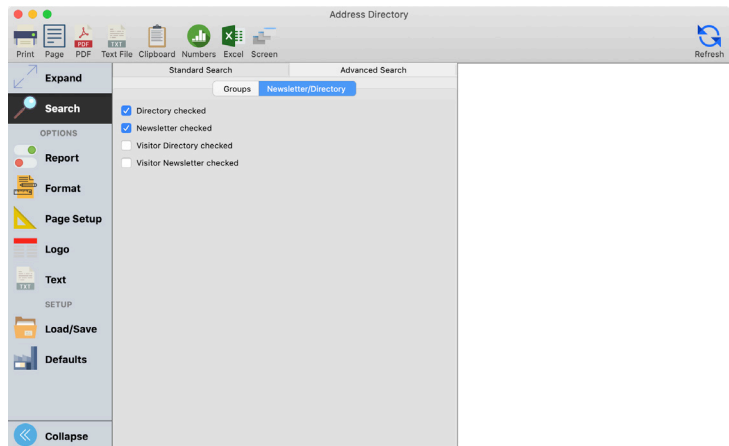 Address Directory
Print Page PDF Text File Clipboard Numbers Excel Screen Refresh
Expand
Search
OPTIONS
Report
Format
Page Setup
Logo
Text
SETUP
Load/Save
Defaults
Collapse
Standard Search Advanced Search
Groups Newsletter/Directory
Directory checked
Newsletter checked
Visitor Directory checked
Visitor Newsletter checked
PDF
TXT
X
TXT